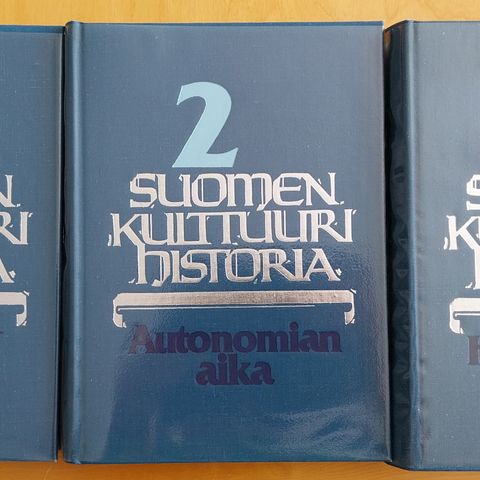 2
SUOMEN
KULTTUURI
HISTORIA
Autonomian
aika